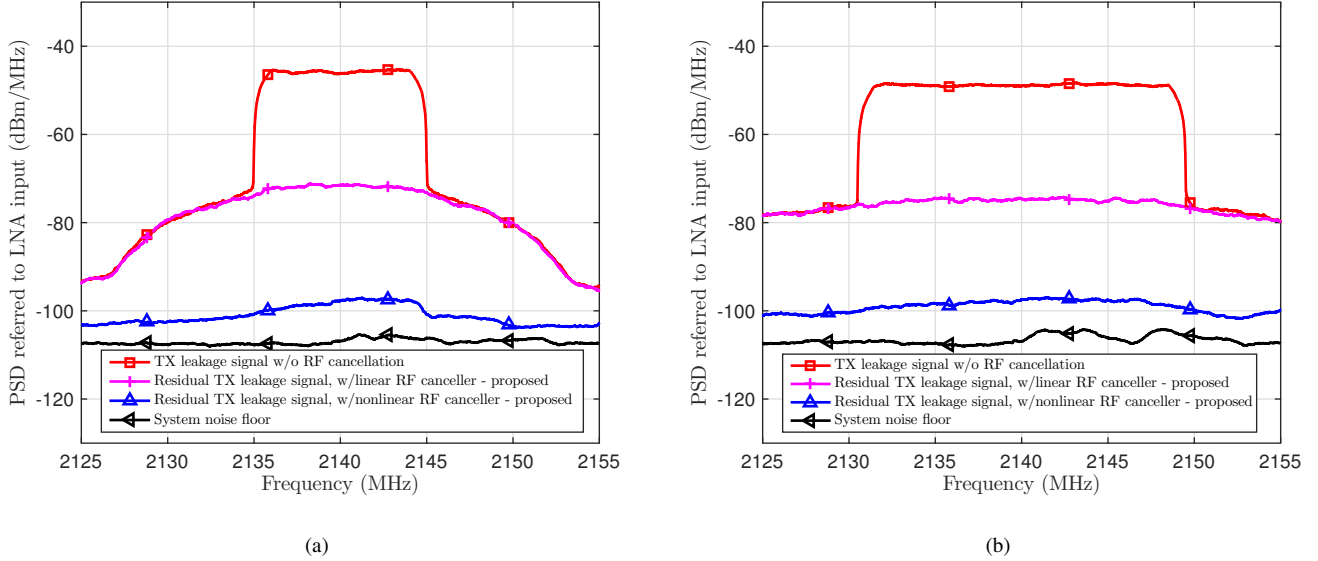 PSD referred to LNA input (dBm/MHz)
-40
-60
-80
-100
-120
TX leakage signal w/o RF cancellation
Residual TX leakage signal, w/linear RF canceller - proposed
Residual TX leakage signal, w/nonlinear RF canceller - proposed
System noise floor
2125 2130 2135 2140 2145 2150 2155
Frequency (MHz)
(a)
PSD referred to LNA input (dBm/MHz)
-40
-60
-80
-100
-120
TX leakage signal w/o RF cancellation
Residual TX leakage signal, w/linear RF canceller - proposed
Residual TX leakage signal, w/nonlinear RF canceller - proposed
System noise floor
2125 2130 2135 2140 2145 2150 2155
Frequency (MHz)
(b)